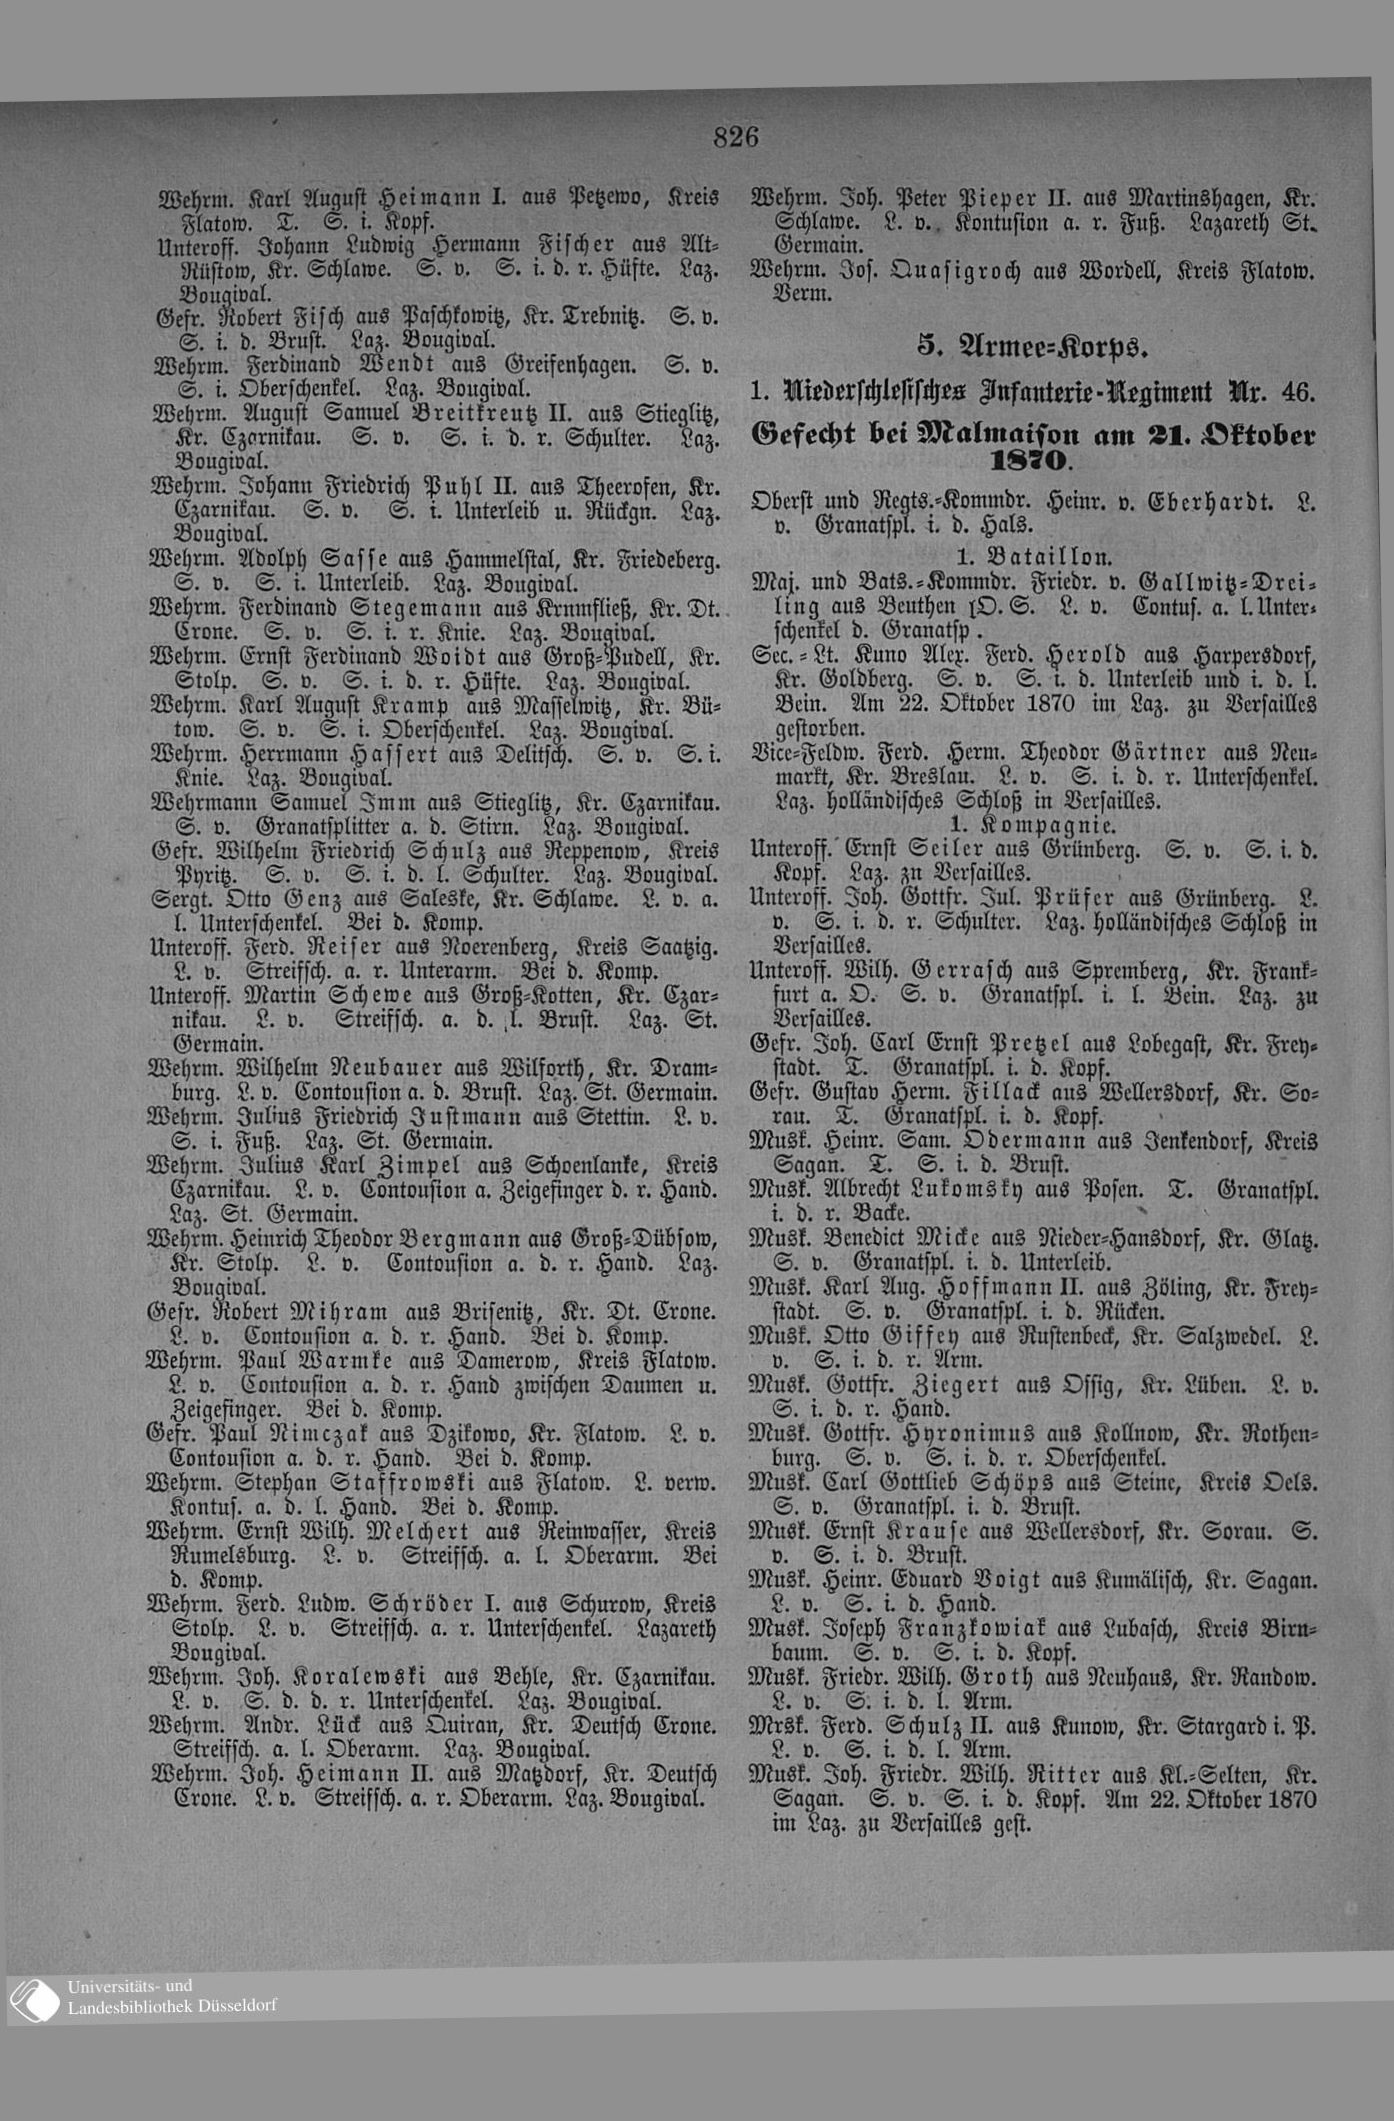 826
Wehrm. Karl August Heimann I. aus Petzewo, Kreis
Flatow. T. S. i. Kopf.
Unteroff. Johann Ludwig Hermann Fischer aus Alt-
Rüstow, Kr. Schlawe. S. v. S. i. d. r. Hüfte. Laz.
Bougival.
Gefr. Robert Fisch aus Paschkowitz, Kr. Trebnitz. S. v.
S. i. d. Brust. Laz. Bougival.
Wehrm. Ferdinand Wendt aus Greifenhagen. S. v.
S. i. Oberschenkel. Laz. Bougival.
Wehrm. August Samuel Breitkreutz II. aus Stieglitz,
Kr. Czarnikau. S. v. S. i. d. r. Schulter. Laz.
Bougival.
Wehrm. Johann Friedrich Puhl II. aus Theerofen, Kr.
Czarnikau. S. v. S. i. Unterleib u. Rückgn. Laz.
Bougival.
Wehrm. Adolph Sasse aus Hammelstal, Kr. Friedeberg.
S. v. S. i. Unterleib. Laz. Bougival.
Wehrm. Ferdinand Stegemann aus Krnmfließ, Kr. Dt.
Crone. S. v. S. i. r. Knie. Laz. Bougival.
Wehrm. Ernst Ferdinand Woidt aus Groß-Pudell, Kr.
Stolp. S. v. S. i. d. r. Hüfte. Laz. Bougival.
Wehrm. Karl August Kramp aus Masselwitz, Kr. Bü-
tow. S. v. S. i. Oberschenkel. Laz. Bougival.
Wehrm. Herrmann Hassert aus Delitsch. S. v. S. i.
Knie. Laz. Bougival.
Wehrmann Samuel Imm aus Stieglitz, Kr. Czarnikau.
S. v. Granatsplitter a. d. Stirn. Laz. Bougival.
Gefr. Wilhelm Friedrich Schulz aus Reppenow, Kreis
Pyritz. S. v. S. i. d. l. Schulter. Laz. Bougival.
Sergt. Otto Genz aus Saleske, Kr. Schlawe. L. v. a.
l. Unterschenkel. Bei d. Komp.
Unteroff. Ferd. Reiser aus Noerenberg, Kreis Saatzig.
L. v. Streifsch. a. r. Unterarm. Bei d. Komp.
Unteroff. Martin Schewe aus Groß-Kotten, Kr. Czar-
nikau. L. v. Streifsch. a. d. l. Brust. Laz. St.
Germain.
Wehrm. Wilhelm Neubauer aus Wilforth, Kr. Dram-
burg. L. v. Contousion a. d. Brust. Laz. St. Germain.
Wehrm. Julius Friedrich Justmann aus Stettin. L. v.
S. i. Fuß. Laz. St. Germain.
Wehrm. Julius Karl Zimpel aus Schoenlanke, Kreis
Czarnikau. L. v. Contousion a. Zeigefinger d. r. Hand.
Laz. St. Germain.
Wehrm. Heinrich Theodor Bergmann aus Groß-Dübsow,
Kr. Stolp. L. v. Contousion a. d. r. Hand. Laz.
Bougival.
Gefr. Robert Mihram aus Brisenitz, Kr. Dt. Crone.
L. v. Contousion a. d. r. Hand. Bei d. Komp.
Wehrm. Paul Warmke aus Damerow, Kreis Flatow.
L. v. Contousion a. d. r. Hand zwischen Daumen u.
Zeigefinger. Bei d. Komp.
Gefr. Paul Nimczak aus Dzikowo, Kr. Flatow. L. v.
Contousion a. d. r. Hand. Bei d. Komp.
Wehrm. Stephan Staffrowski aus Flatow. L. verw.
Kontus. a. d. l. Hand. Bei d. Komp.
Wehrm. Ernst Wilh. Melchert aus Reinwasser, Kreis
Rumelsburg. L. v. Streifsch. a. l. Oberarm. Bei
d. Komp.
Wehrm. Ferd. Ludw. Schröder I. aus Schurow, Kreis
Stolp. L. v. Streifsch. a. r. Unterschenkel. Lazareth
Bougival.
Wehrm. Joh. Koralewski aus Behle, Kr. Czarnikau.
L. v. S. d. d. r. Unterschenkel. Laz. Bougival.
Wehrm. Andr. Lück aus Quiran, Kr. Deutsch Crone.
Streifsch. a. l. Oberarm. Laz. Bougival.
Wehrm. Joh. Heimann II. aus Matzdorf, Kr. Deutsch
Crone. L. v. Streifsch. a. r. Oberarm. Laz. Bougival.
Wehrm. Joh. Peter Pieper II. aus Martinshagen, Kr.
Schlawe. L. v. Kontusion a. r. Fuß. Lazareth St.
Germain.
Wehrm. Jos. Quasigroch aus Wordell, Kreis Flatow.
Verm.
5. Armee-Korps.
1. Niederschlesisches Infanterie-Regiment Nr. 46.
Gefecht bei Malmaison am 21. Oktober
1870.
Oberst und Regts.-Kommdr. Heinr. v. Eberhardt. L.
v. Granatspl. i. d. Hals.
1. Bataillon.
Maj. und Bats.-Kommdr. Friedr. v. Gallwitz-Drei-
ling aus Beuthen O. S. L. v. Contus. a. l. Unter-
schenkel d. Granatsp.
Sec.-Lt. Kuno Alex. Ferd. Herold aus Harpersdorf,
Kr. Goldberg. S. v. S. i. d. Unterleib und i. d. l.
Bein. Am 22. Oktober 1870 im Laz. zu Versailles
gestorben.
Vice-Feldw. Ferd. Herm. Theodor Gärtner aus Neu-
markt, Kr. Breslau. L. v. S. i. d. r. Unterschenkel.
Laz. holländisches Schloß in Versailles.
1. Kompagnie.
Unteroff. Ernst Seiler aus Grünberg. S. v. S. i. d.
Kopf. Laz. zu Versailles.
Unteroff. Joh. Gottfr. Jul. Prüfer aus Grünberg. L.
v. S. i. d. r. Schulter. Laz. holländisches Schloß in
Versailles.
Unteroff. Wilh. Gerrasch aus Spremberg, Kr. Frank-
furt a. O. S. v. Granatspl. i. l. Bein. Laz. zu
Versailles.
Gefr. Joh. Carl Ernst Pretzel aus Lobegast, Kr. Frey-
stadt. T. Granatspl. i. d. Kopf.
Gefr. Gustav Herm. Fillack aus Wellersdorf, Kr. So-
rau. T. Granatspl. i. d. Kopf.
Musk. Heinr. Sam. Odermann aus Jenkendorf, Kreis
Sagan. T. S. i. d. Brust.
Musk. Albrecht Lukomsky aus Posen. T. Granatspl.
i. d. r. Backe.
Musk. Benedict Micke aus Nieder-Hansdorf, Kr. Glatz.
S. v. Granatspl. i. d. Unterleib.
Musk. Karl Aug. Hoffmann II. aus Zöling, Kr. Frey-
stadt. S. v. Granatspl. i. d. Rücken.
Musk. Otto Giffey aus Rustenbeck, Kr. Salzwedel. L.
v. S. i. d. r. Arm.
Musk. Gottfr. Ziegert aus Ossig, Kr. Lüben. L. v.
S. i. d. r. Hand.
Musk. Gottfr. Hyronimus aus Kollnow, Kr. Rothen-
burg. S. v. S. i. d. r. Oberschenkel.
Musk. Carl Gottlieb Schöps aus Steine, Kreis Oels.
S. v. Granatspl. i. d. Brust.
Musk. Ernst Krause aus Wellersdorf, Kr. Sorau. S.
v. S. i. d. Brust.
Musk. Heinr. Eduard Voigt aus Kumälisch, Kr. Sagan.
L. v. S. i. d. Hand.
Musk. Joseph Franzkowiak aus Lubasch, Kreis Birn-
baum. S. v. S. i. d. Kopf.
Musk. Friedr. Wilh. Groth aus Neuhaus, Kr. Randow.
L. v. S. i. d. l. Arm.
Mrsk. Ferd. Schulz II. aus Kunow, Kr. Stargard i. P.
L. v. S. i. d. l. Arm.
Musk. Joh. Friedr. Wilh. Ritter aus Kl.-Selten, Kr.
Sagan. S. v. S. i. d. Kopf. Am 22. Oktober 1870
im Laz. zu Versailles gest.
Universitäts- und
Landesbibliothek Düsseldorf